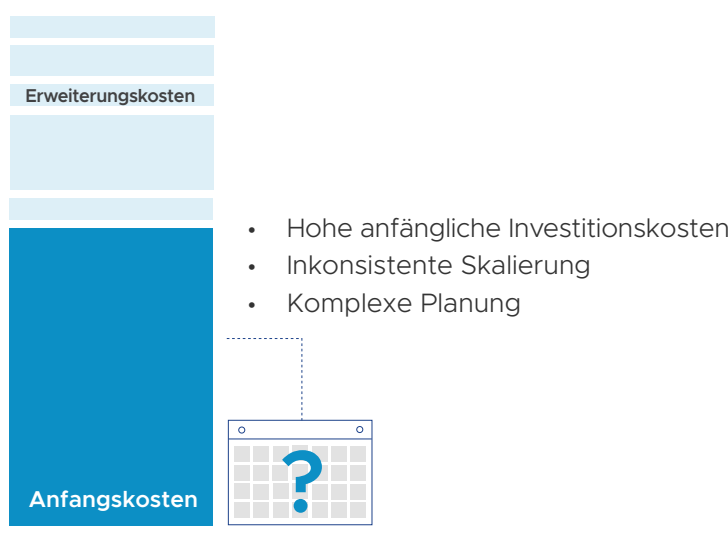 Erweiterungskosten
• Hohe anfängliche Investitionskosten
• Inkonsistente Skalierung
• Komplexe Planung
?
Anfangskosten